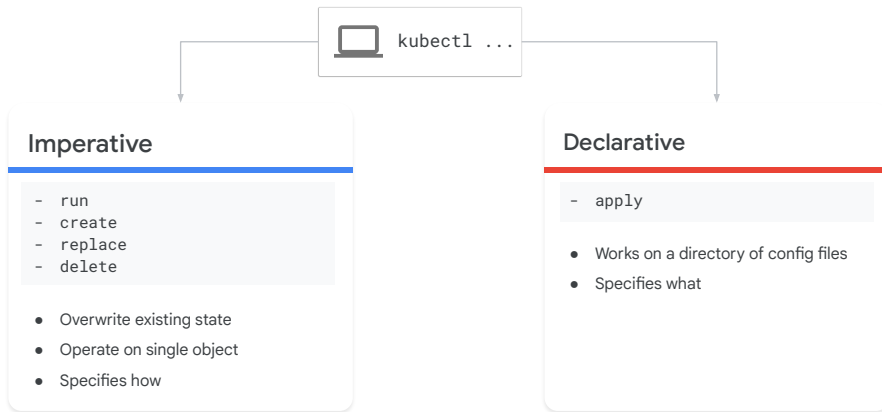 kubectl ...
Imperative
- run
- create
- replace
- delete
● Overwrite existing state
● Operate on single object
● Specifies how
Declarative
- apply
● Works on a directory of config files
● Specifies what